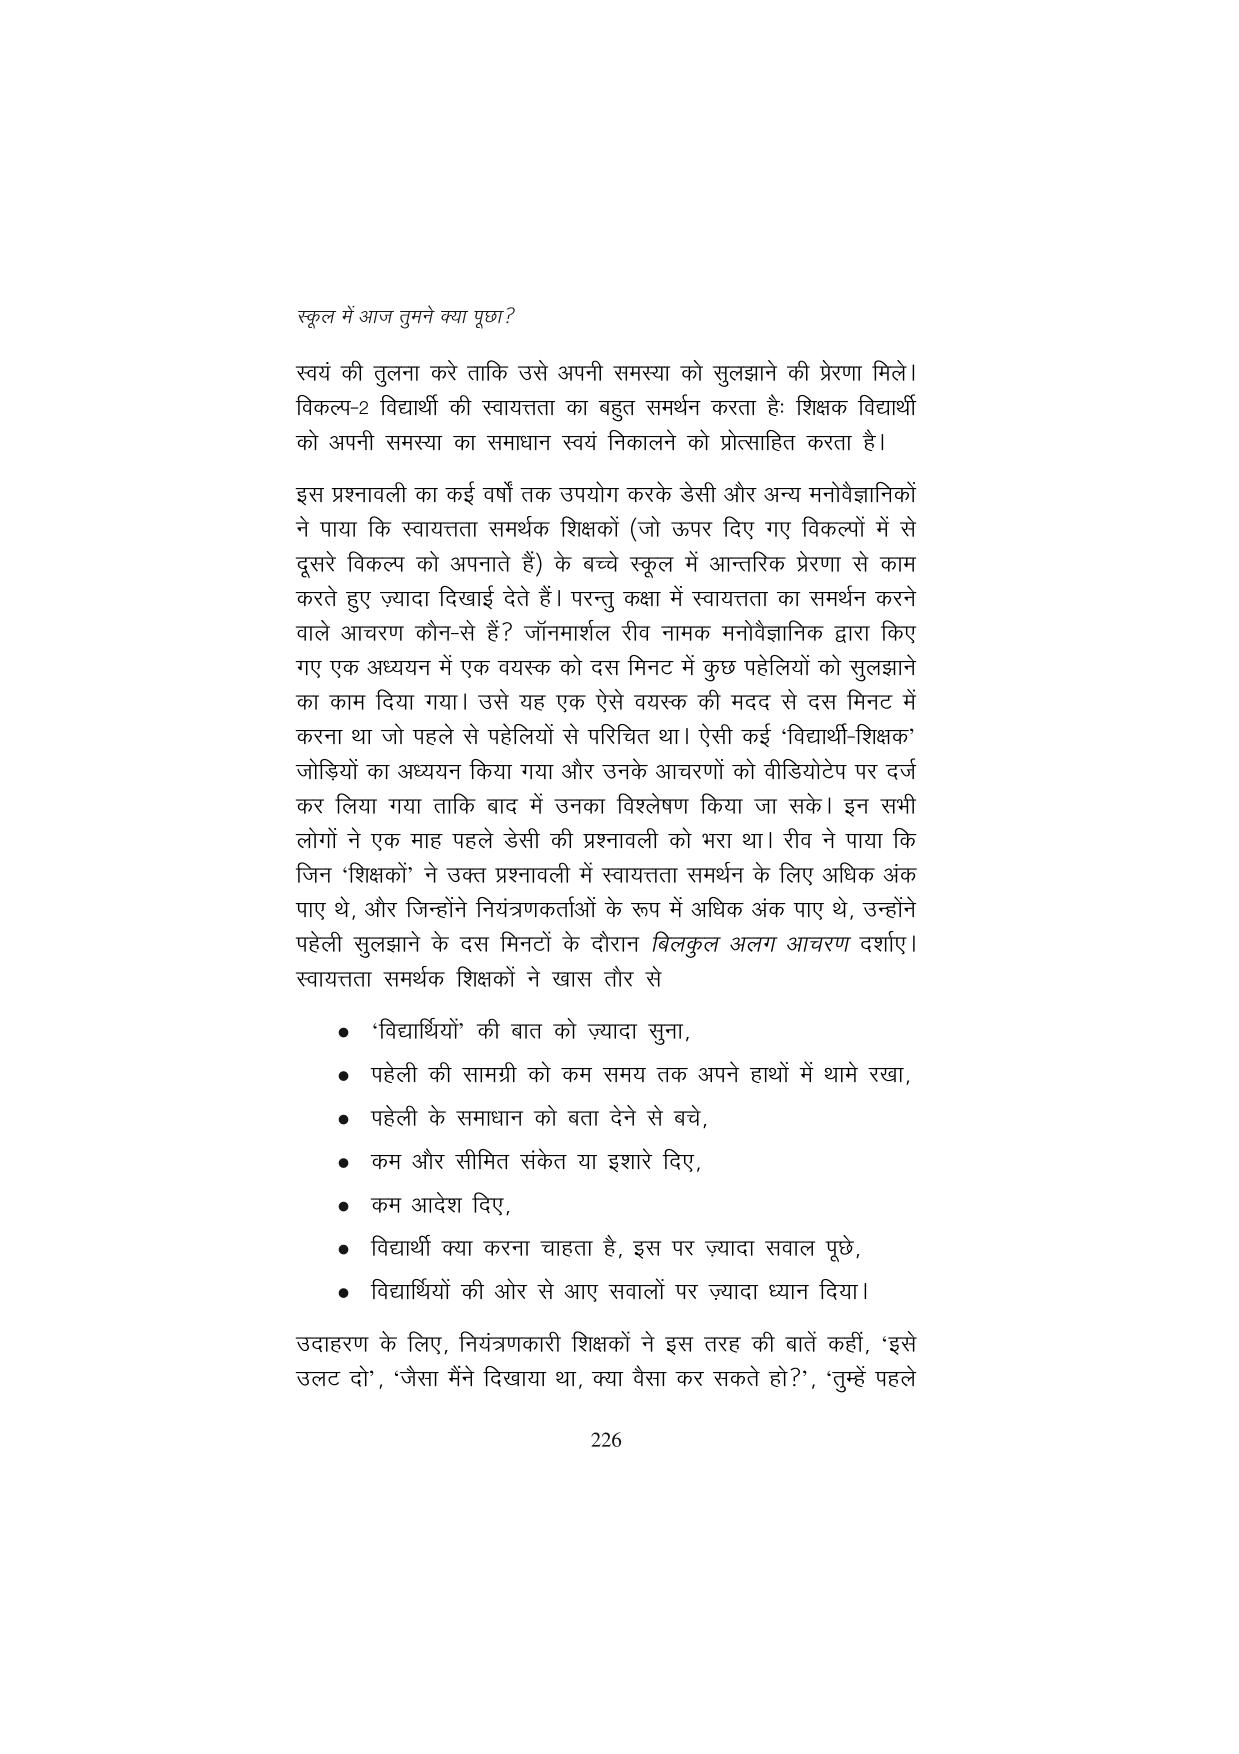 स्कूल में आज तुमने क्या पूछा?
स्वयं की तुलना करे ताकि उसे अपनी समस्या को सुलझाने की प्रेरणा मिले।
विकल्प-2 विद्यार्थी की स्वायत्तता का बहुत समर्थन करता हैः शिक्षक विद्यार्थी
को अपनी समस्या का समाधान स्वयं निकालने को प्रोत्साहित करता है।
इस प्रश्नावली का कई वर्षों तक उपयोग करके डेसी और अन्य मनोवैज्ञानिकों
ने पाया कि स्वायत्तता समर्थक शिक्षकों (जो ऊपर दिए गए विकल्पों में से
दूसरे विकल्प को अपनाते हैं) के बच्चे स्कूल में आन्तरिक प्रेरणा से काम
करते हुए ज़्यादा दिखाई देते हैं। परन्तु कक्षा में स्वायत्तता का समर्थन करने
वाले आचरण कौन-से हैं? जॉनमार्शल रीव नामक मनोवैज्ञानिक द्वारा किए
गए एक अध्ययन में एक वयस्क को दस मिनट में कुछ पहेलियों को सुलझाने
का काम दिया गया। उसे यह एक ऐसे वयस्क की मदद से दस मिनट में
करना था जो पहले से पहेलियों से परिचित था। ऐसी कई ‘विद्यार्थी-शिक्षक’
जोड़ियों का अध्ययन किया गया और उनके आचरणों को वीडियोटेप पर दर्ज
कर लिया गया ताकि बाद में उनका विश्लेषण किया जा सके। इन सभी
लोगों ने एक माह पहले डेसी की प्रश्नावली को भरा था। रीव ने पाया कि
जिन ‘शिक्षकों’ ने उक्त प्रश्नावली में स्वायत्तता समर्थन के लिए अधिक अंक
पाए थे, और जिन्होंने नियंत्रणकर्ताओं के रूप में अधिक अंक पाए थे, उन्होंने
पहेली सुलझाने के दस मिनटों के दौरान बिलकुल अलग आचरण दर्शाए।
स्वायत्तता समर्थक शिक्षकों ने खास तौर से
● ‘विद्यार्थियों’ की बात को ज़्यादा सुना,
● पहेली की सामग्री को कम समय तक अपने हाथों में थामे रखा,
● पहेली के समाधान को बता देने से बचे,
● कम और सीमित संकेत या इशारे दिए,
● कम आदेश दिए,
● विद्यार्थी क्या करना चाहता है, इस पर ज़्यादा सवाल पूछे,
● विद्यार्थियों की ओर से आए सवालों पर ज़्यादा ध्यान दिया।
उदाहरण के लिए, नियंत्रणकारी शिक्षकों ने इस तरह की बातें कहीं, ‘इसे
उलट दो’, ‘जैसा मैंने दिखाया था, क्या वैसा कर सकते हो?’, ‘तुम्हें पहले
226